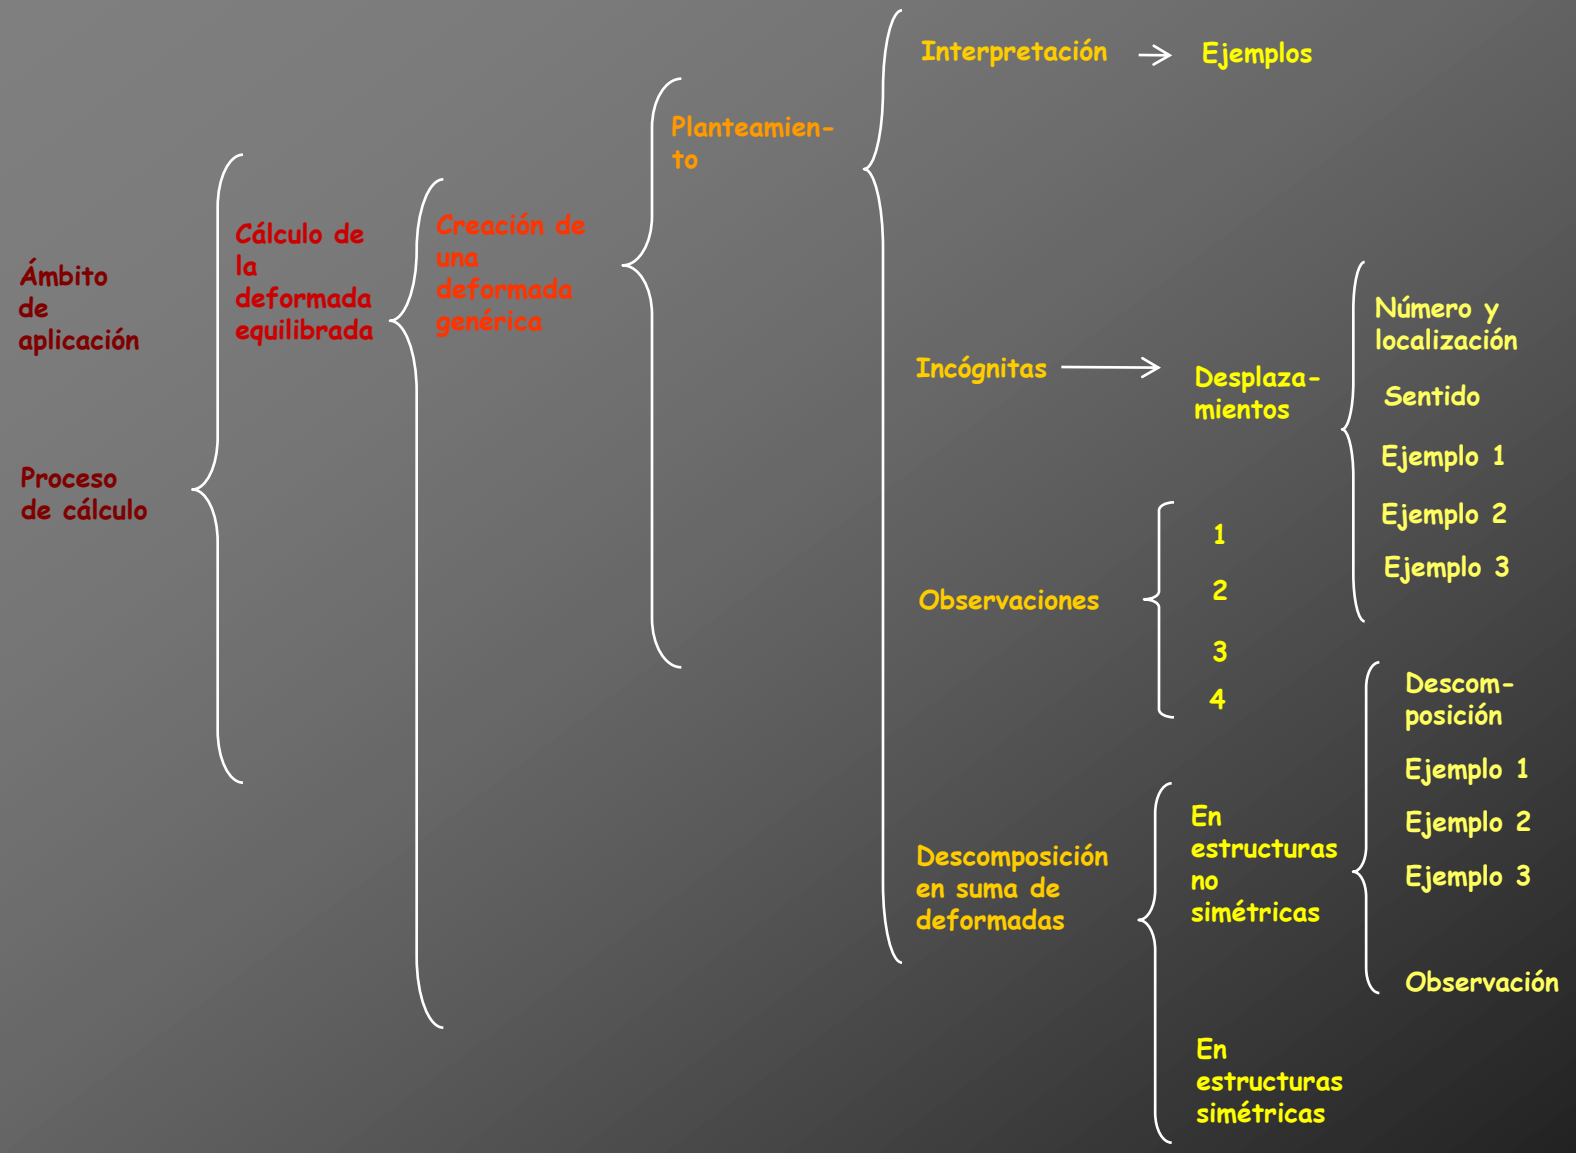 Ámbito
de
aplicación
Proceso
de cálculo
Cálculo de
la
deformada
equilibrada
Creación de
una
deformada
genérica
Planteamien-
to
Interpretación
Ejemplos
Incógnitas
Desplaza-
mientos
Número y
localización
Sentido
Ejemplo 1
Ejemplo 2
Ejemplo 3
Observaciones
1
2
3
4
Descomposición
en suma de
deformadas
En
estructuras
no
simétricas
Descom-
posición
Ejemplo 1
Ejemplo 2
Ejemplo 3
Observación
En
estructuras
simétricas